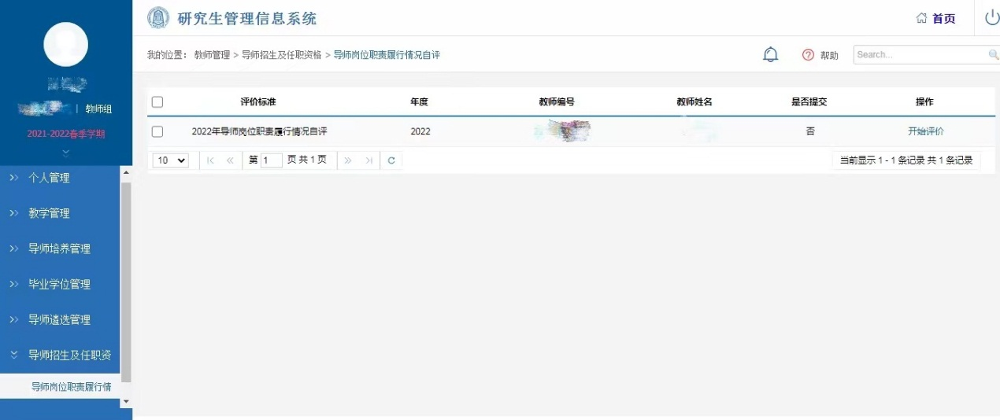 研究生管理信息系统
首页
教师组
2021-2022春季学期
我的位置： 教师管理 > 导师招生及任职资格 > 导师岗位职责履行情况自评
帮助
Search...
评价标准 年度 教师编号 教师姓名 是否提交 操作
2022年导师岗位职责履行情况自评 2022 否 开始评价
10 第 1 页 共 1 页 当前显示 1 - 1 条记录 共 1 条记录
个人管理
教学管理
导师培养管理
毕业学位管理
导师遴选管理
导师招生及任职资
导师岗位职责履行情